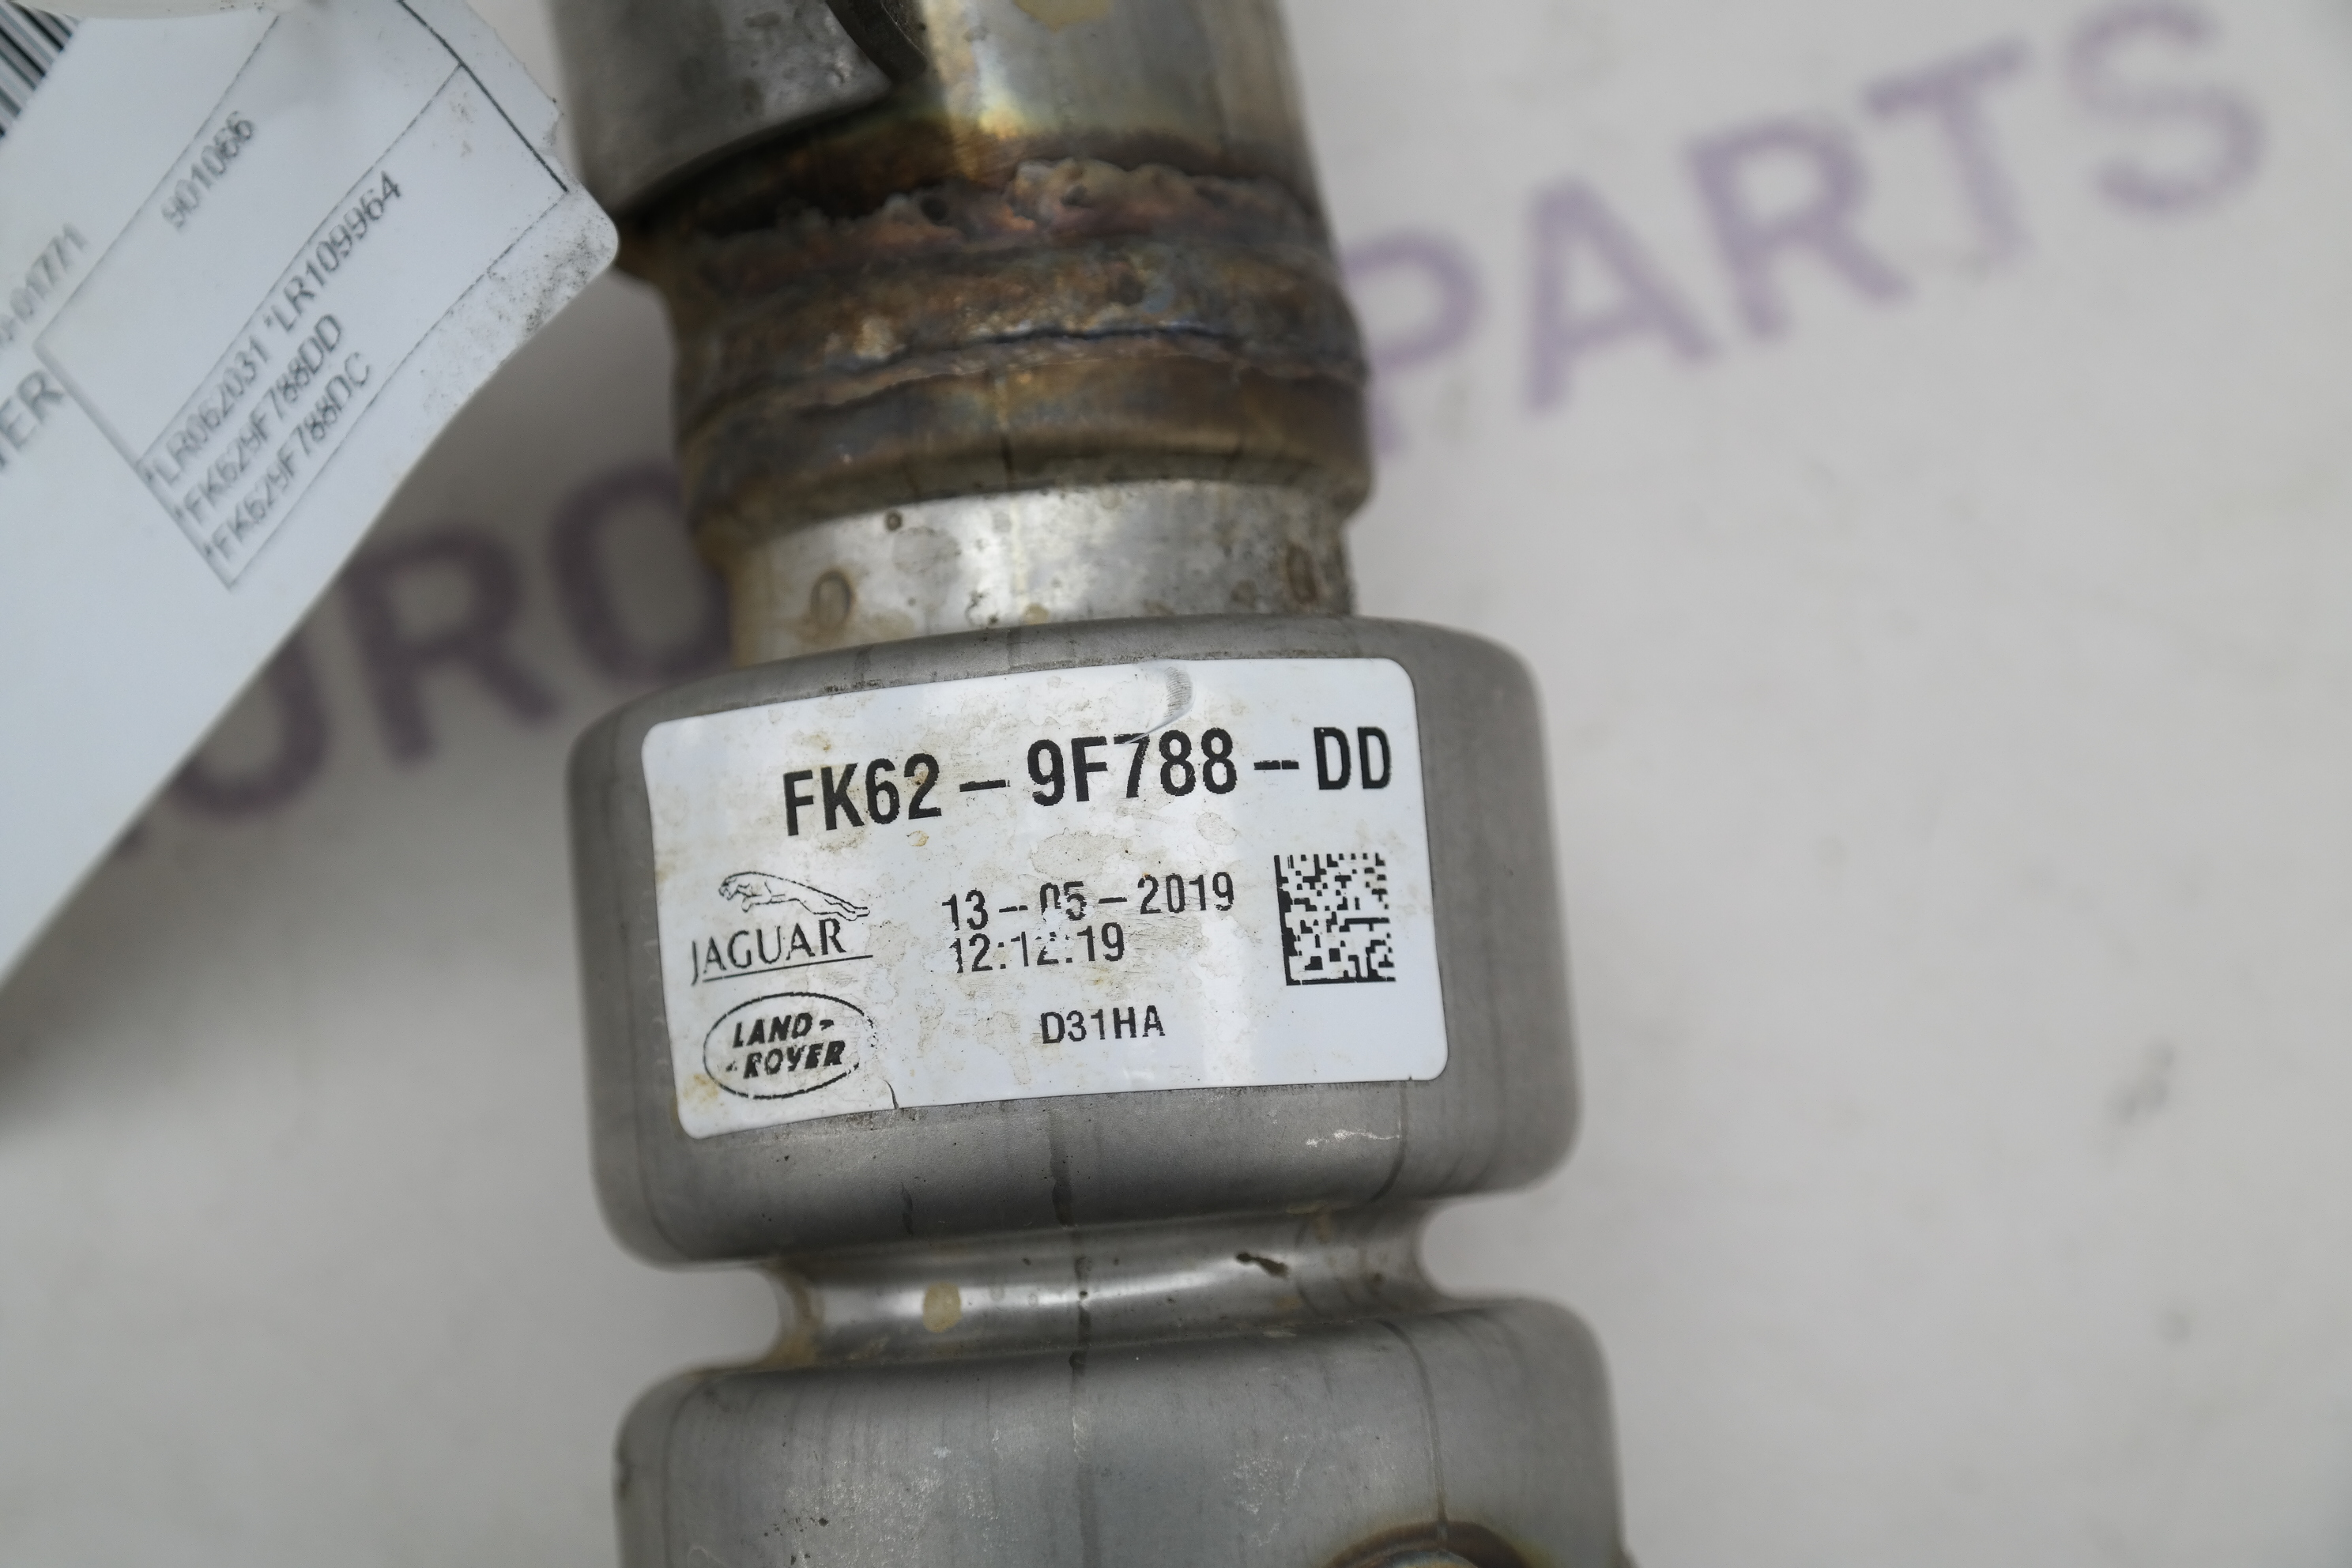 901066
*LR062031 *LR109964
*FK629F788DD
*FK629F788DC
PARTS
FK62-9F788-DD
JAGUAR
13-05-2019
12:12:19
LAND-
-ROVER
D31HA